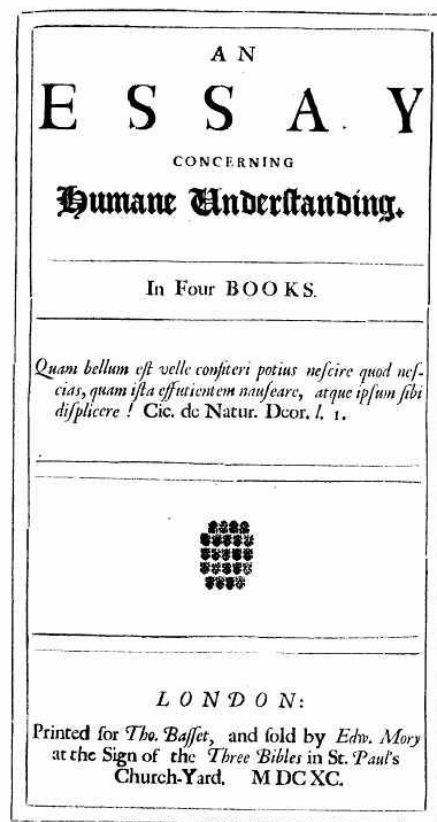 AN
ESSAY
CONCERNING
Humane Understanding.
In Four BOOKS.
Quam bellum eſt velle confiteri potius neſcire quod neſ-
cias, quam iſta effutientem nauſeare, atque ipſum ſibi
diſplicere ! Cic. de Natur. Deor. l. 1.
LONDON:
Printed for Tho. Baſſet, and ſold by Edw. Mory
at the Sign of the Three Bibles in St. Paul's
Church-Yard. MDCXC.